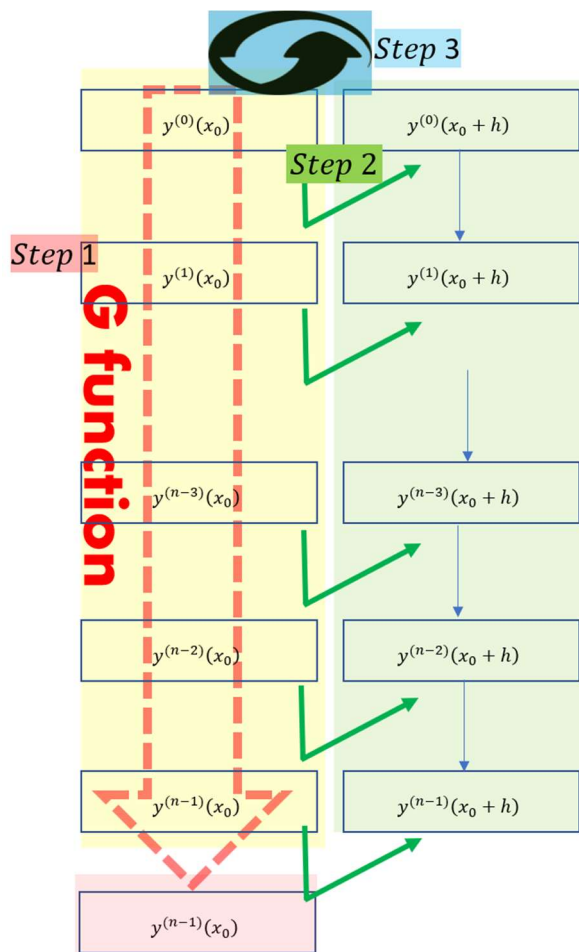 Step 3
y^{(0)}(x_0)
y^{(0)}(x_0 + h)
Step 2
Step 1
y^{(1)}(x_0)
y^{(1)}(x_0 + h)
G function
y^{(n-3)}(x_0)
y^{(n-3)}(x_0 + h)
y^{(n-2)}(x_0)
y^{(n-2)}(x_0 + h)
y^{(n-1)}(x_0)
y^{(n-1)}(x_0 + h)
y^{(n-1)}(x_0)